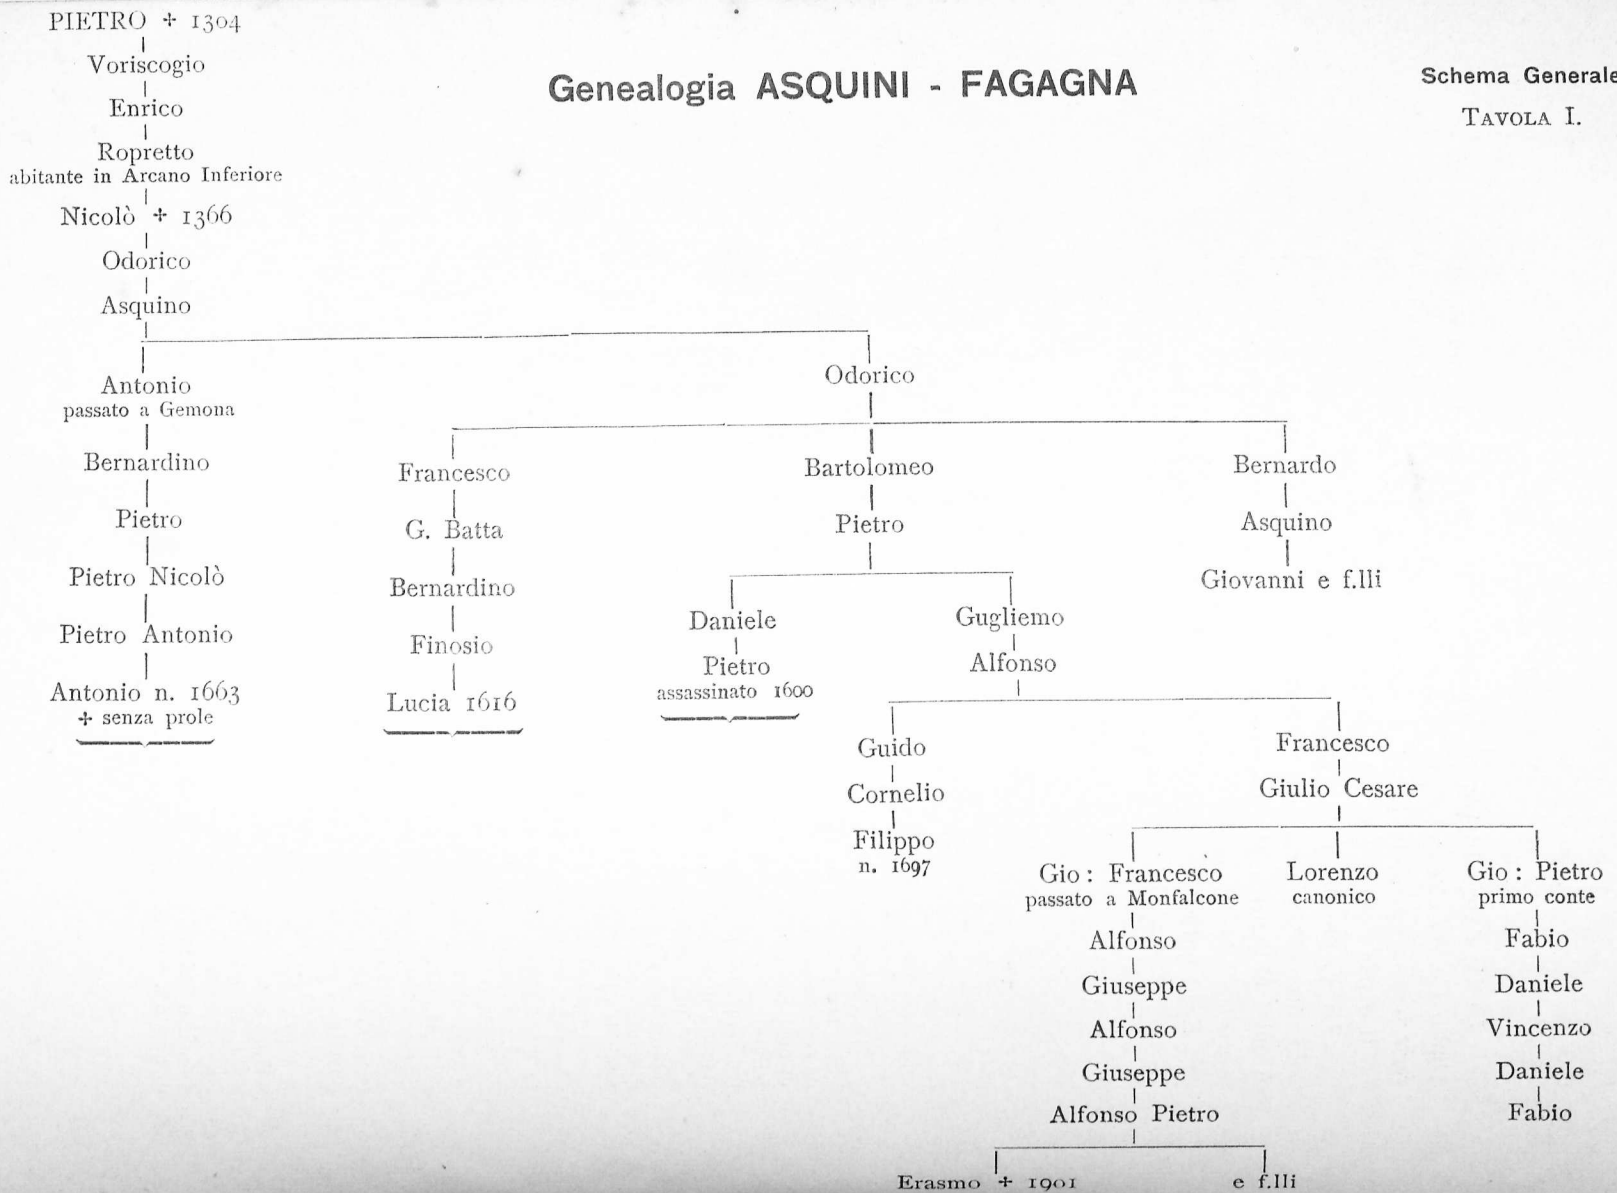 PIETRO ✢ 1304
Voriscogio
Genealogia ASQUINI - FAGAGNA
Schema Generale
TAVOLA I.
Enrico
Ropretto
abitante in Arcano Inferiore
Nicolò ✢ 1366
Odorico
Asquino
Antonio
passato a Gemona
Odorico
Bernardino
Francesco
Bartolomeo
Bernardo
Pietro
G. Batta
Pietro
Asquino
Pietro Nicolò
Bernardino
Giovanni e f.lli
Daniele
Gugliemo
Pietro Antonio
Finosio
Pietro
assassinato 1600
Alfonso
Antonio n. 1663
✢ senza prole
Lucia 1616
Guido
Francesco
Cornelio
Giulio Cesare
Filippo
n. 1697
Gio : Francesco
passato a Monfalcone
Lorenzo
canonico
Gio : Pietro
primo conte
Alfonso
Fabio
Giuseppe
Daniele
Alfonso
Vincenzo
Giuseppe
Daniele
Alfonso Pietro
Fabio
Erasmo ✢ 1901
e f.lli